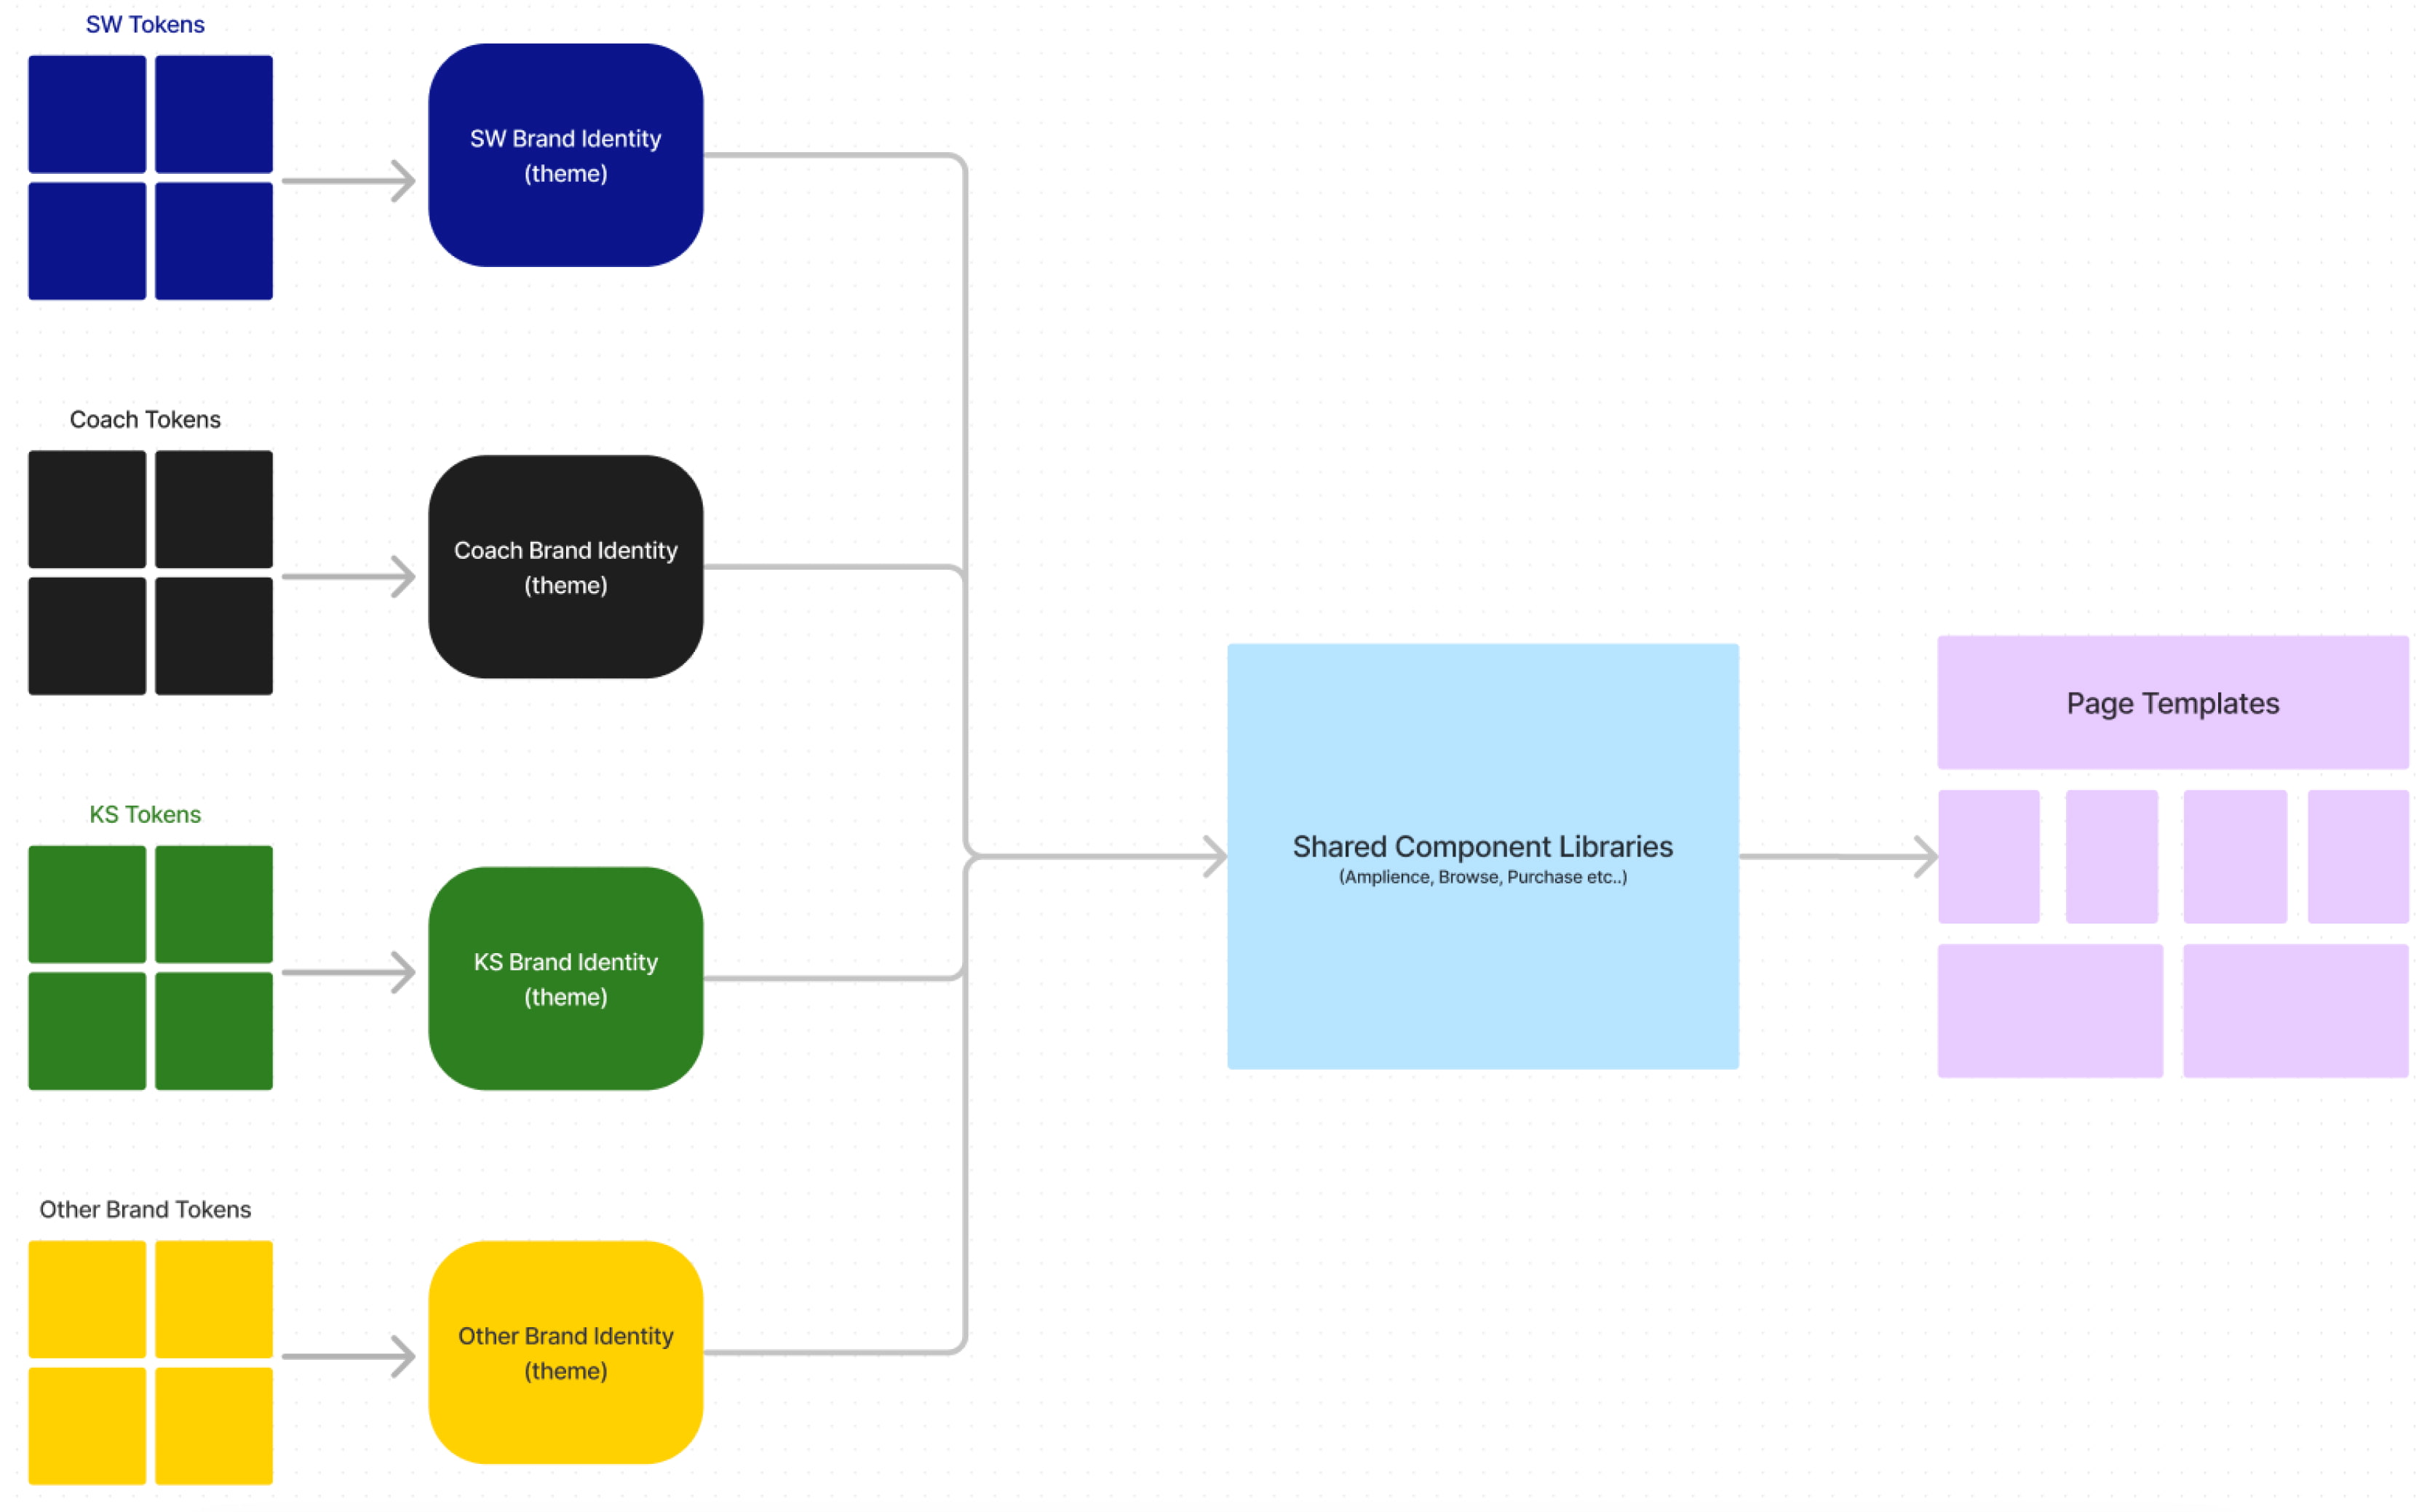 SW Tokens
SW Brand Identity
(theme)
Coach Tokens
Coach Brand Identity
(theme)
KS Tokens
KS Brand Identity
(theme)
Other Brand Tokens
Other Brand Identity
(theme)
Shared Component Libraries
(Amplience, Browse, Purchase etc..)
Page Templates